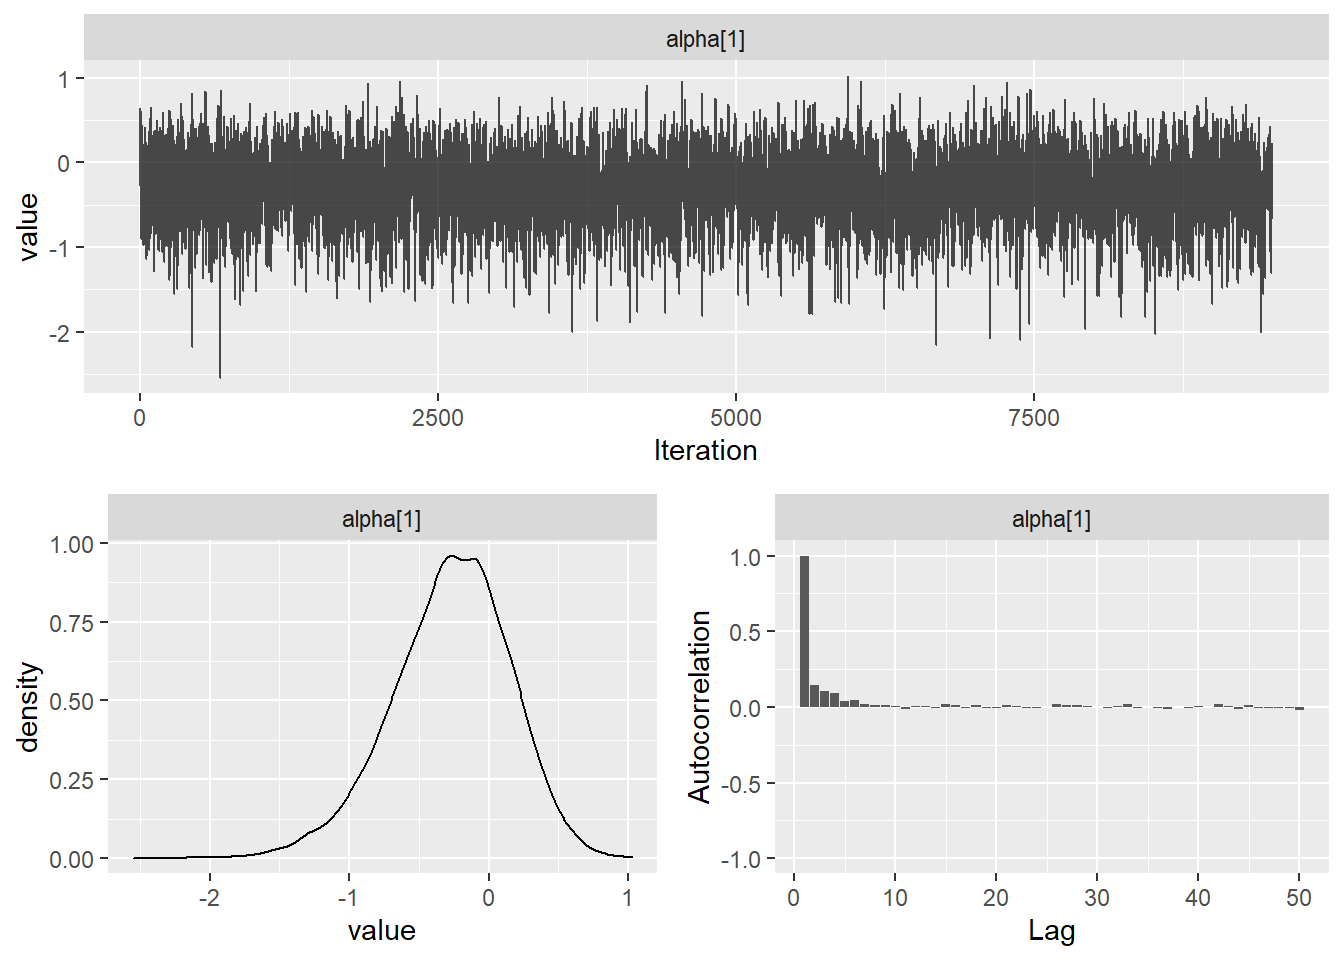 alpha[1]
value
1
0
-1
-2
0 2500 5000 7500
Iteration
alpha[1]
density
1.00
0.75
0.50
0.25
0.00
-2 -1 0 1
value
alpha[1]
Autocorrelation
1.0
0.5
0.0
-0.5
-1.0
0 10 20 30 40 50
Lag